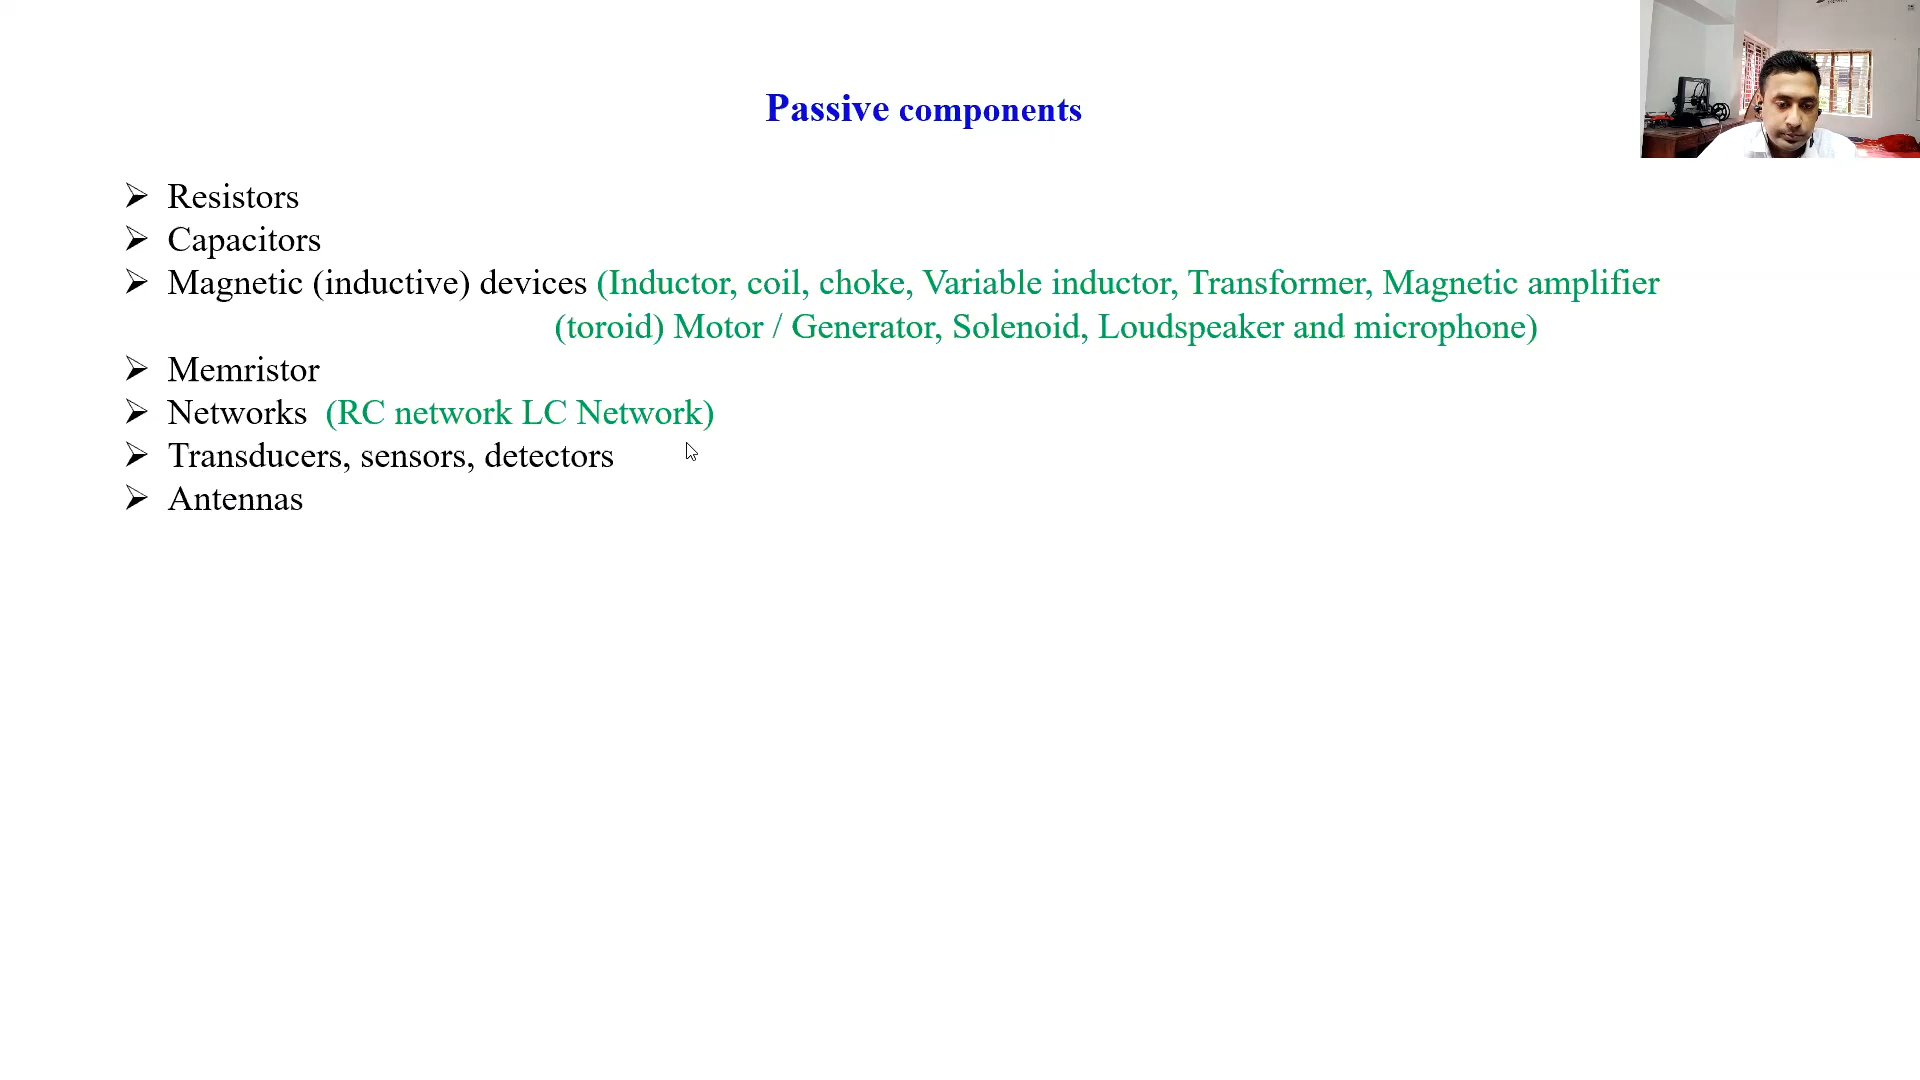 Passive components
➢ Resistors
➢ Capacitors
➢ Magnetic (inductive) devices (Inductor, coil, choke, Variable inductor, Transformer, Magnetic amplifier
(toroid) Motor / Generator, Solenoid, Loudspeaker and microphone)
➢ Memristor
➢ Networks (RC network LC Network)
➢ Transducers, sensors, detectors
➢ Antennas